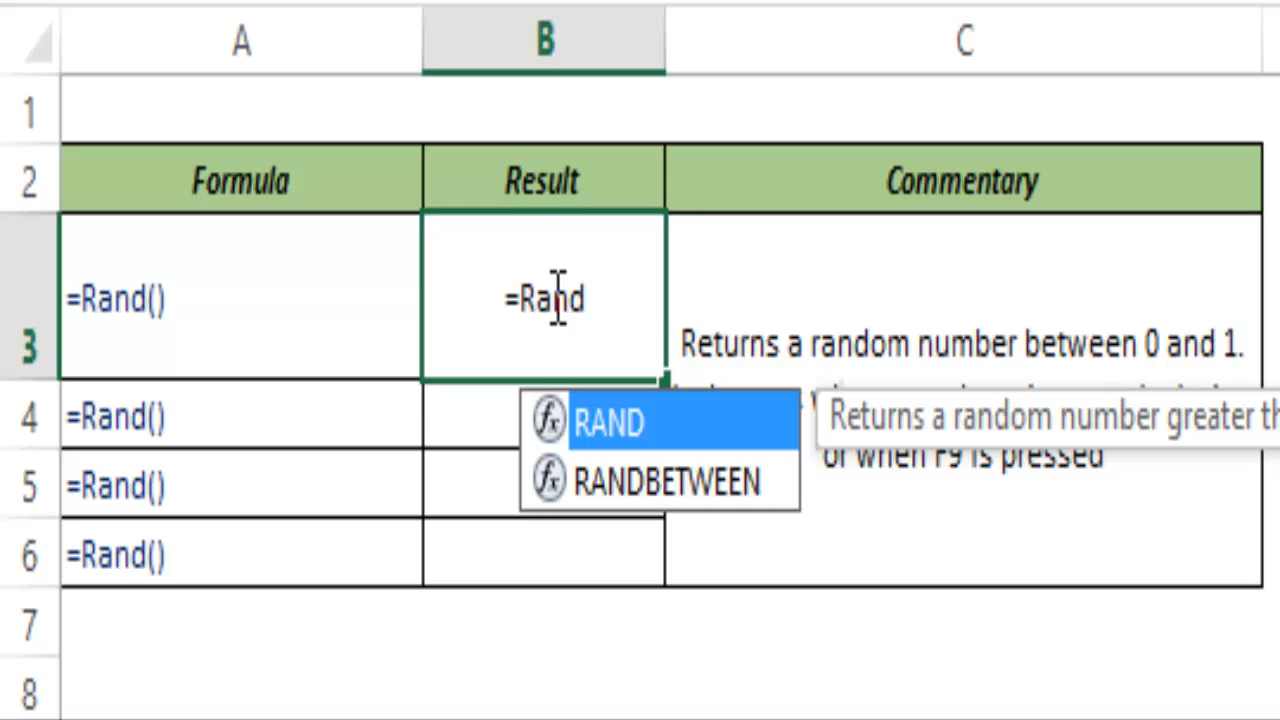 A B C
1
2 Formula Result Commentary
3 =Rand() =Rand
Returns a random number between 0 and 1.
4 =Rand() RAND Returns a random number greater th
or when F9 is pressed
5 =Rand() RANDBETWEEN
6 =Rand()
7
8